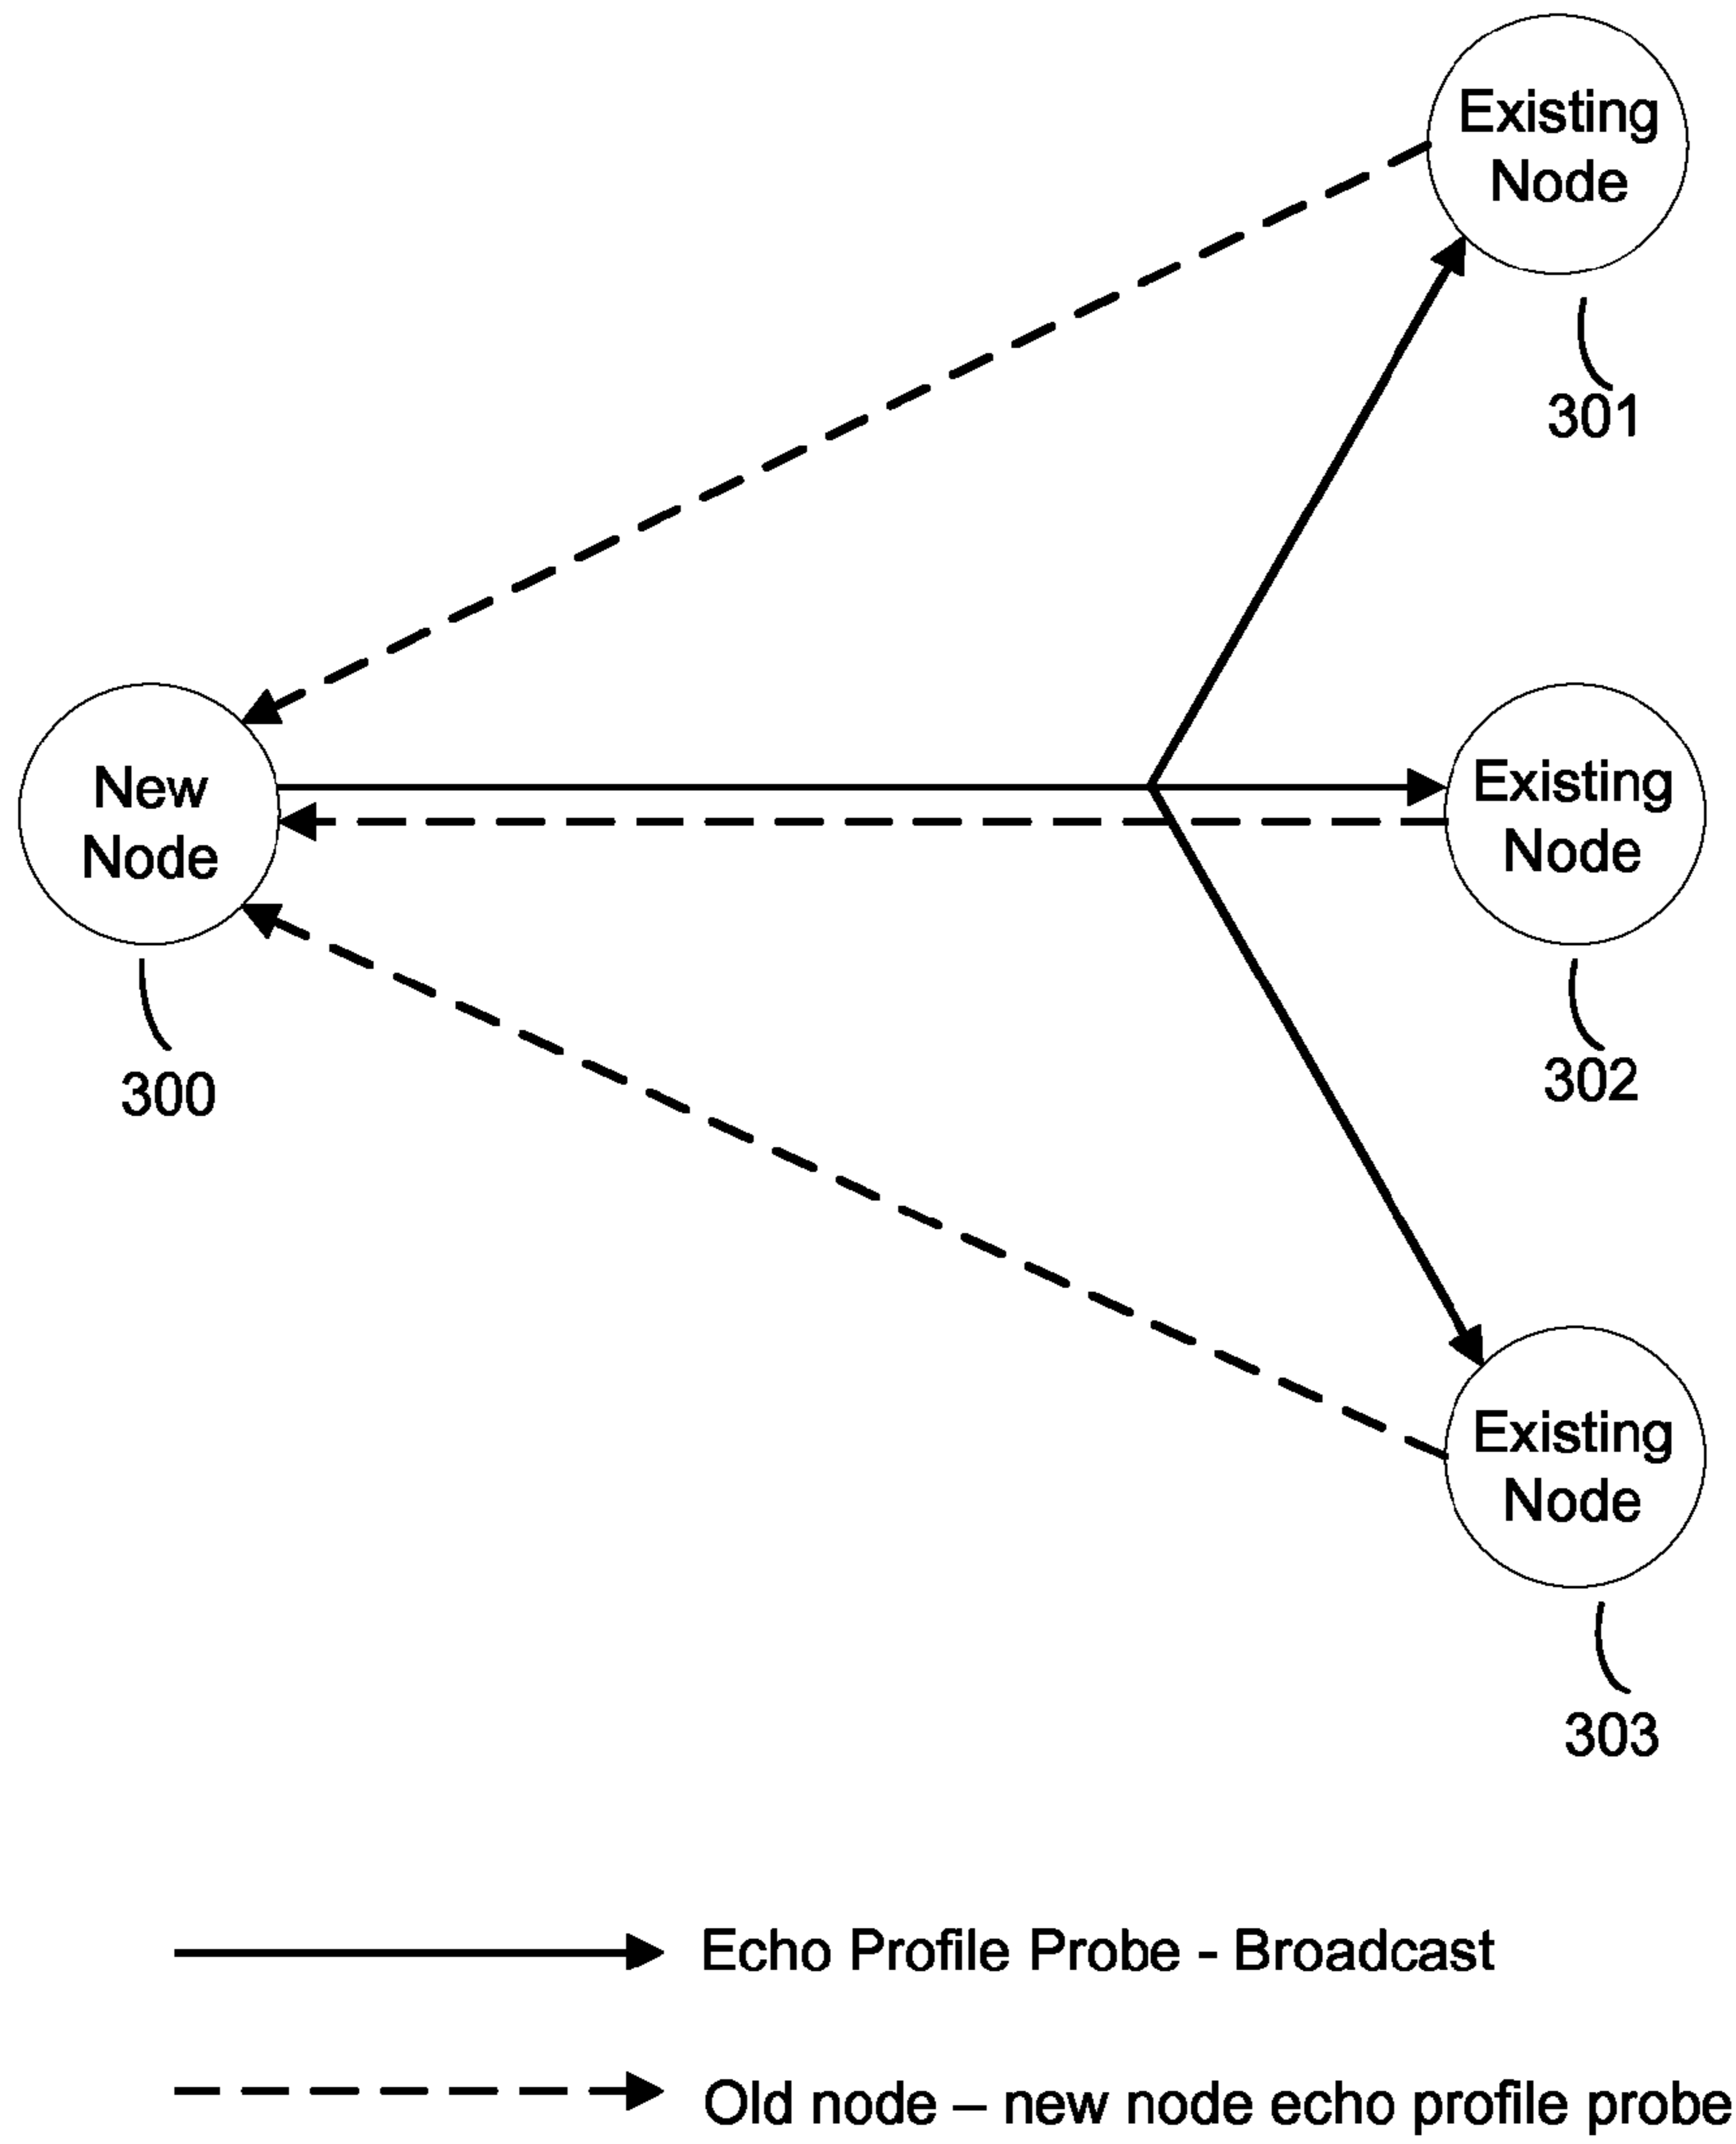 Existing
Node
301
New
Node
300
Existing
Node
302
Existing
Node
303
Echo Profile Probe - Broadcast
Old node – new node echo profile probe